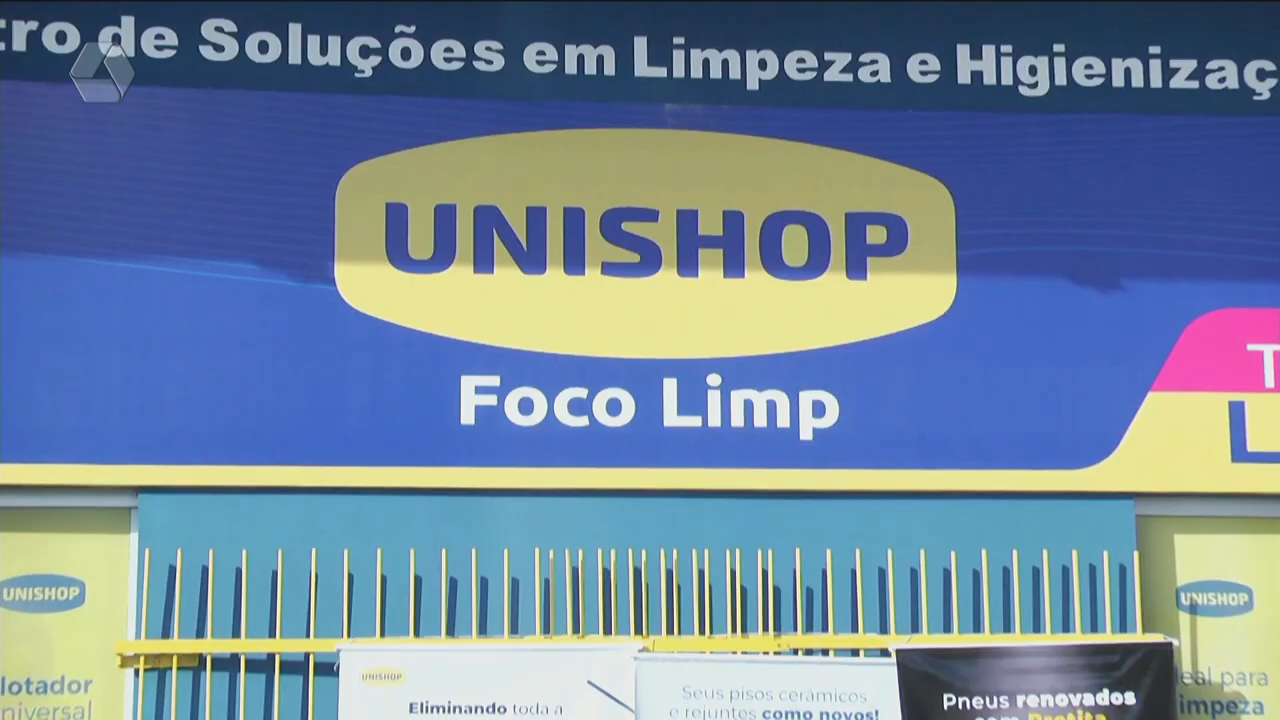 tro de Soluções em Limpeza e Higienizaç
UNISHOP
Foco Limp
T
L
UNISHOP
lotador
niversal
UNISHOP
Eliminando toda a
Seus pisos cerâmicos
e rejuntes como novos!
Pneus renovados
com
UNISHOP
eal para
impeza